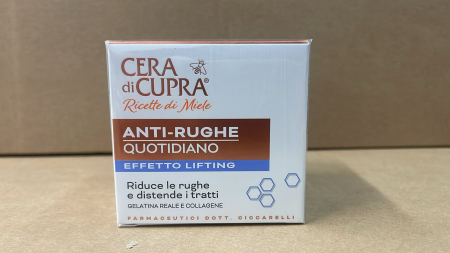 CERA
di CUPRA®
Ricette di Miele
ANTI-RUGHE
QUOTIDIANO
EFFETTO LIFTING
Riduce le rughe
e distende i tratti
GELATINA REALE E COLLAGENE
FARMACEUTICI DOTT. CICCARELLI